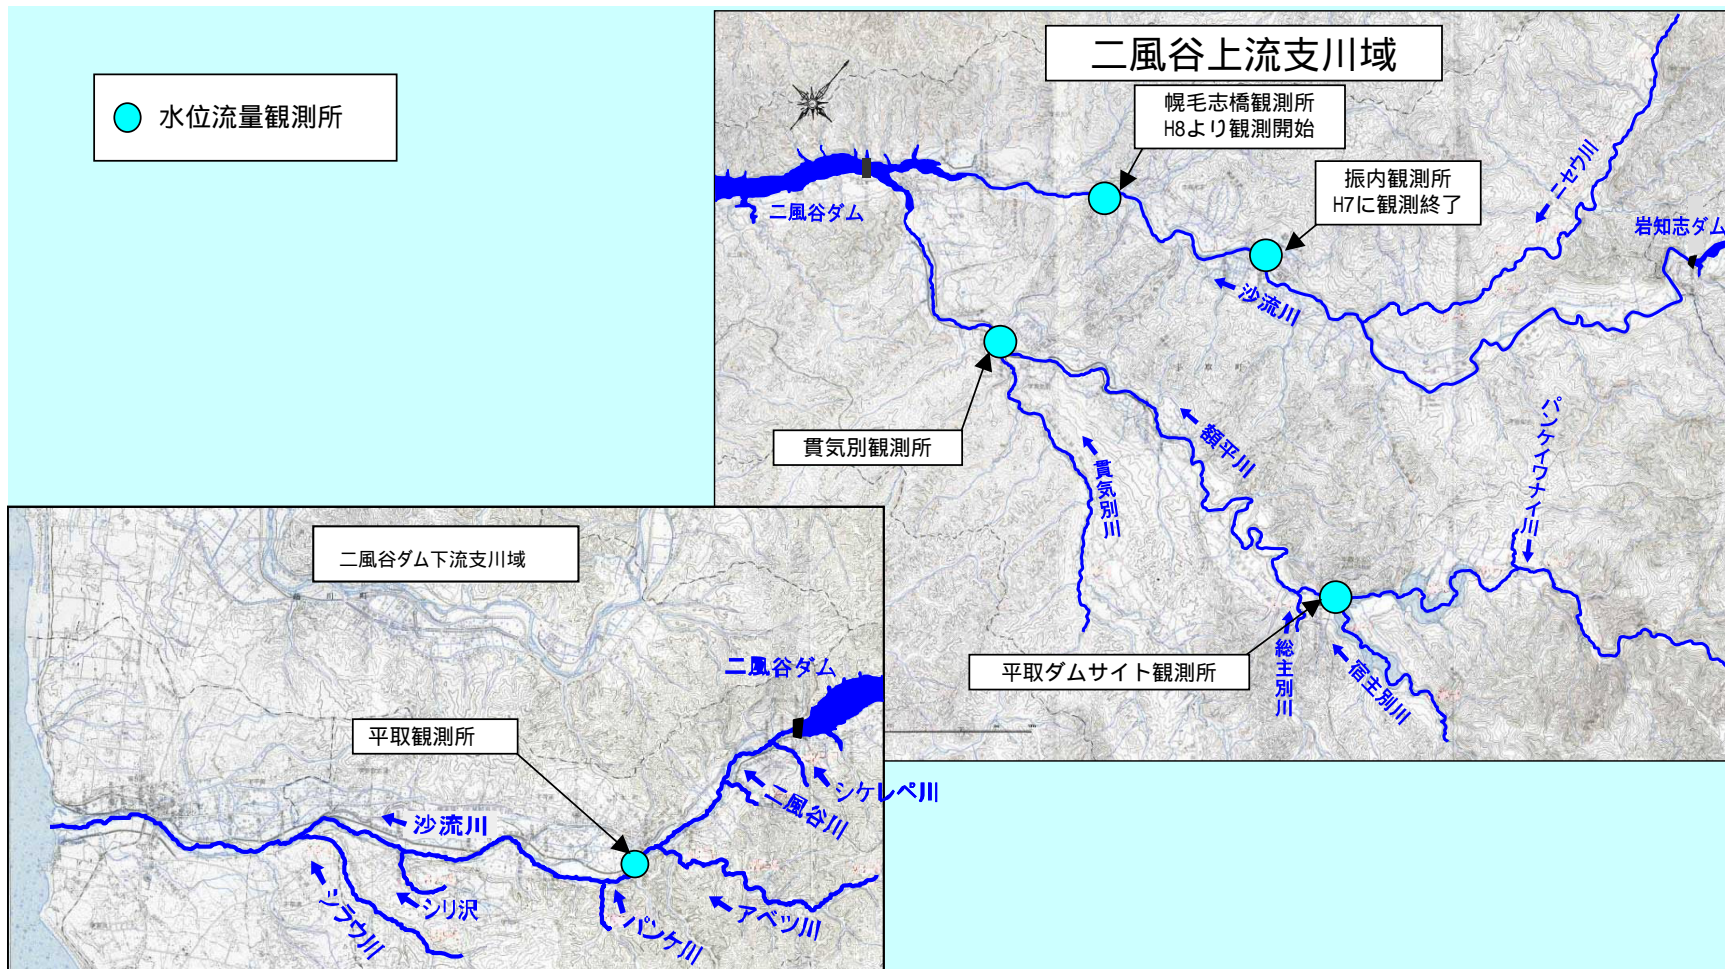 水位流量観測所
二風谷上流支川域
幌毛志橋観測所
H8より観測開始
振内観測所
H7に観測終了
ニセウ川
岩知志ダム
二風谷ダム
沙流川
貫気別観測所
額平川
貫気別川
パンケイワナイ川
平取ダムサイト観測所
総主別川
宿主別川
二風谷ダム下流支川域
二風谷ダム
平取観測所
シケレペ川
二風谷川
沙流川
シラウ川
シリ沢
パンケ川
アベツ川